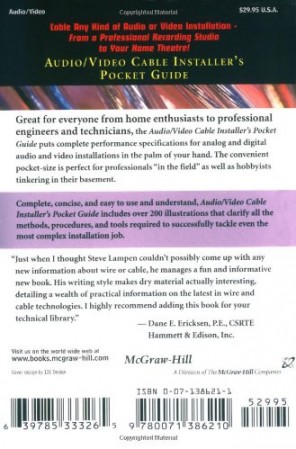 Audio/Video
$29.95 U.S.A.
Cable Any Kind of Audio or Video Installation -
From a Professional Recording Studio
to Your Home Theatre!
AUDIO/VIDEO CABLE INSTALLER'S
POCKET GUIDE
Great for everyone from home enthusiasts to professional
engineers and technicians, the Audio/Video Cable Installer's Pocket
Guide puts complete performance specifications for analog and digital
audio and video installations in the palm of your hand. The convenient
pocket-size is perfect for professionals "in the field" as well as hobbyists
tinkering in their basement.
Complete, concise, and easy to use and understand, Audio/Video Cable
Installer's Pocket Guide includes over 200 illustrations that clarify all the
methods, procedures, and tools required to successfully tackle even the
most complex installation job.
"Just when I thought Steve Lampen couldn't possibly come up with any
new information about wire or cable, he manages a fun and informative
new book. His writing style makes dry material actually interesting,
detailing a wealth of practical information on the latest in wire and
cable technologies. I highly recommend adding this book for your
technical library."
— Dane E. Ericksen, P.E., CSRTE
Hammett & Edison, Inc.
Visit us on the world wide web at
www.books.mcgraw-hill.com
McGraw-Hill
A Division of The McGraw-Hill Companies
ISBN 0-07-138621-1
52995
6 39785 33326 5
9 780071 386210